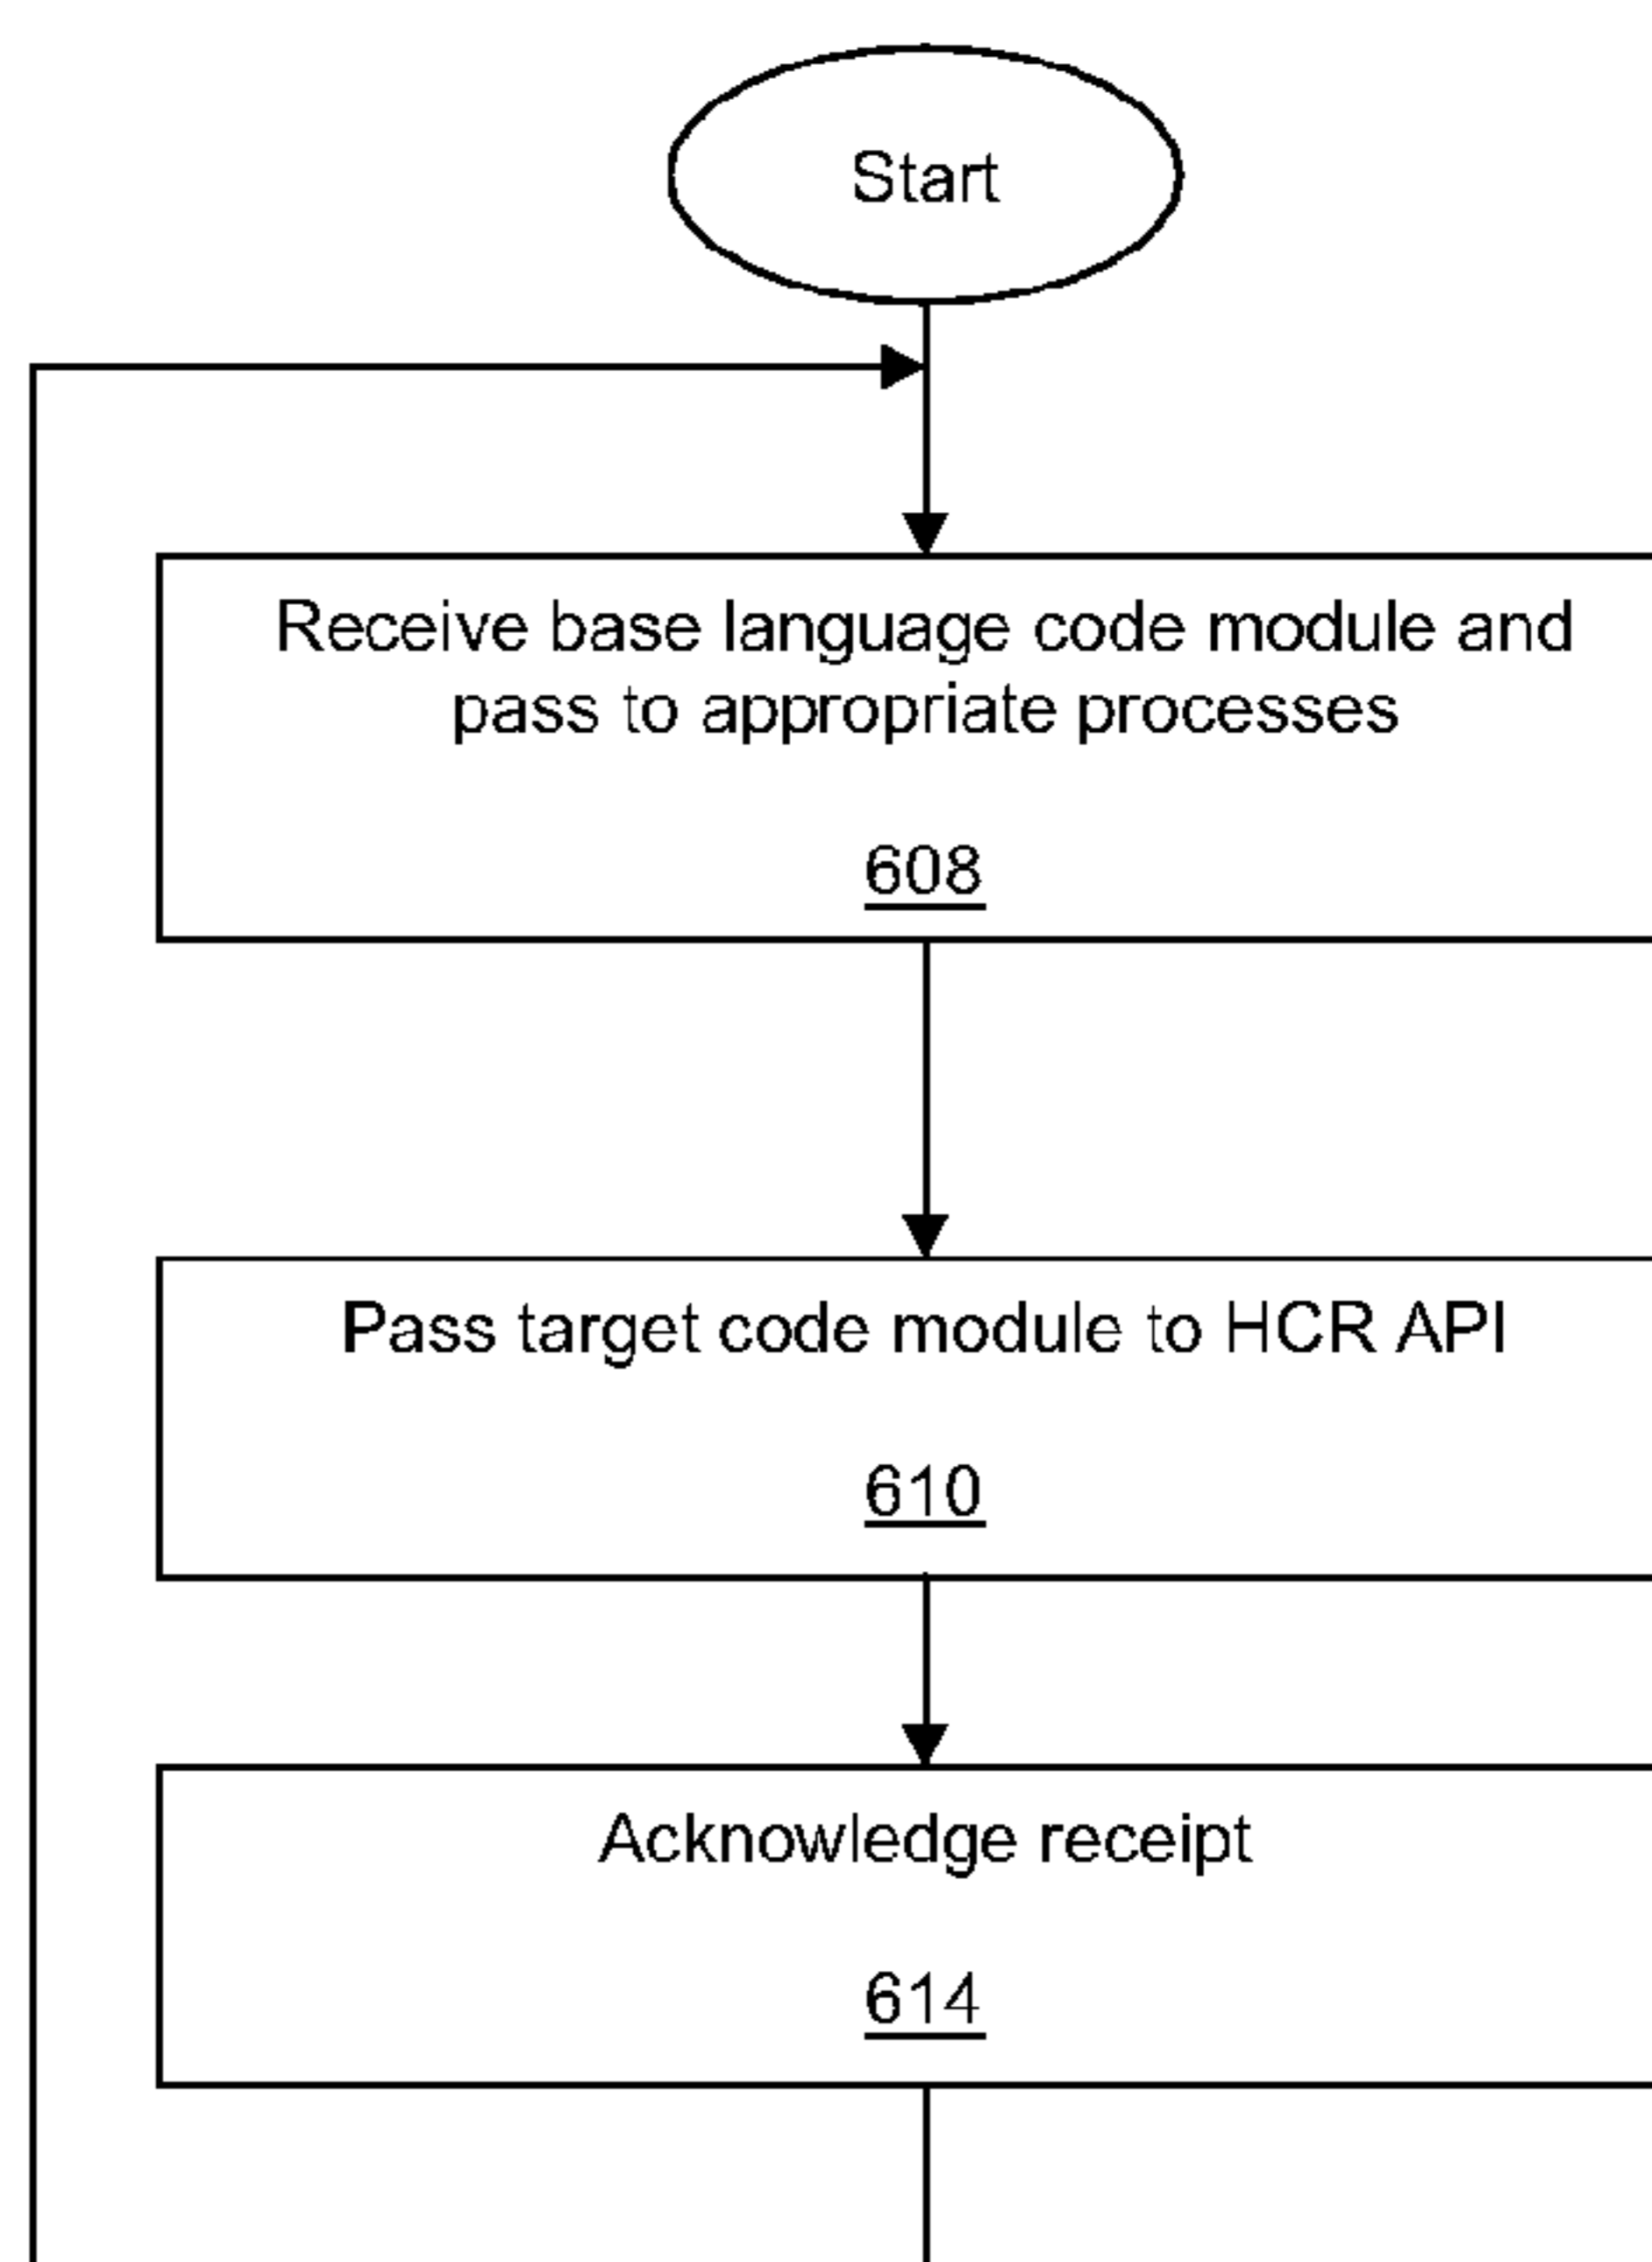 Start
Receive base language code module and
pass to appropriate processes
608
Pass target code module to HCR API
610
Acknowledge receipt
614